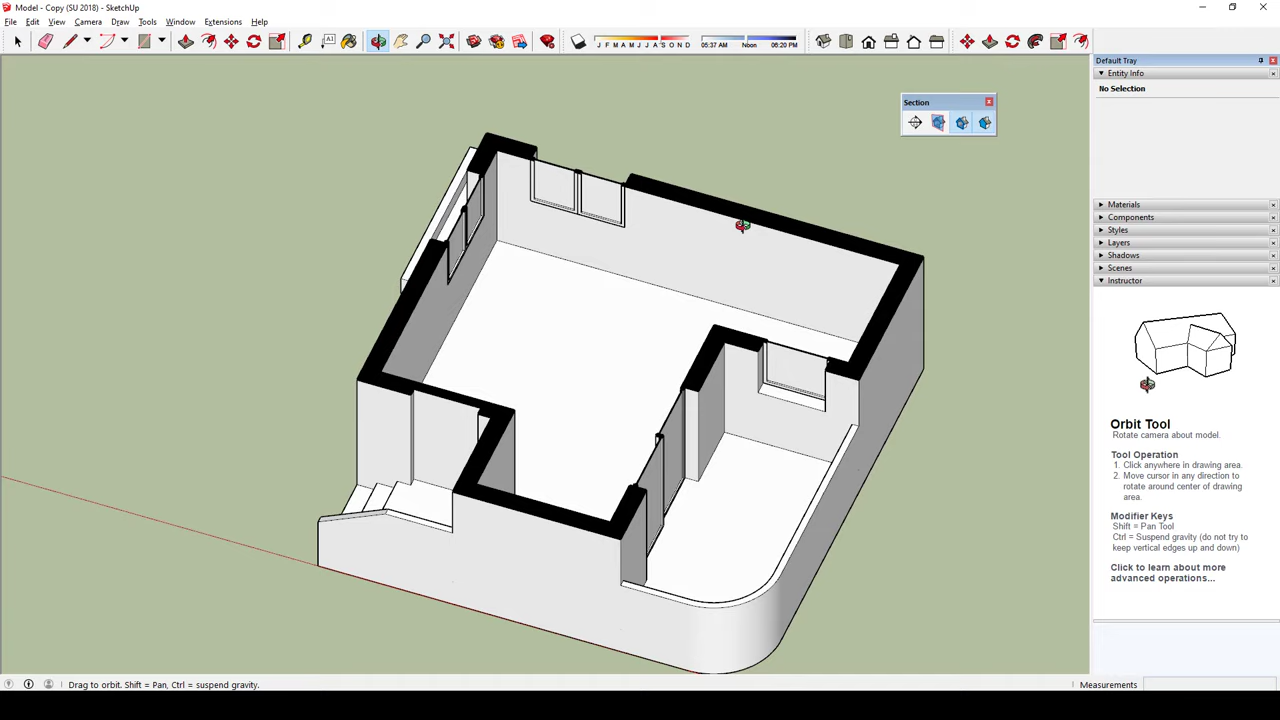 Model - Copy (SU 2018) - SketchUp
File Edit View Camera Draw Tools Window Extensions Help
J F M A M J J A S O N D
05:37 AM Noon 06:20 PM
Default Tray
Entity Info
No Selection
Section
Materials
Components
Styles
Layers
Shadows
Scenes
Instructor
Orbit Tool
Rotate camera about model.
Tool Operation
1. Click anywhere in drawing area.
2. Move cursor in any direction to
rotate around center of drawing
area.
Modifier Keys
Shift = Pan Tool
Ctrl = Suspend gravity (do not try to
keep vertical edges up and down)
Click to learn about more
advanced operations...
Drag to orbit. Shift = Pan, Ctrl = suspend gravity.
Measurements